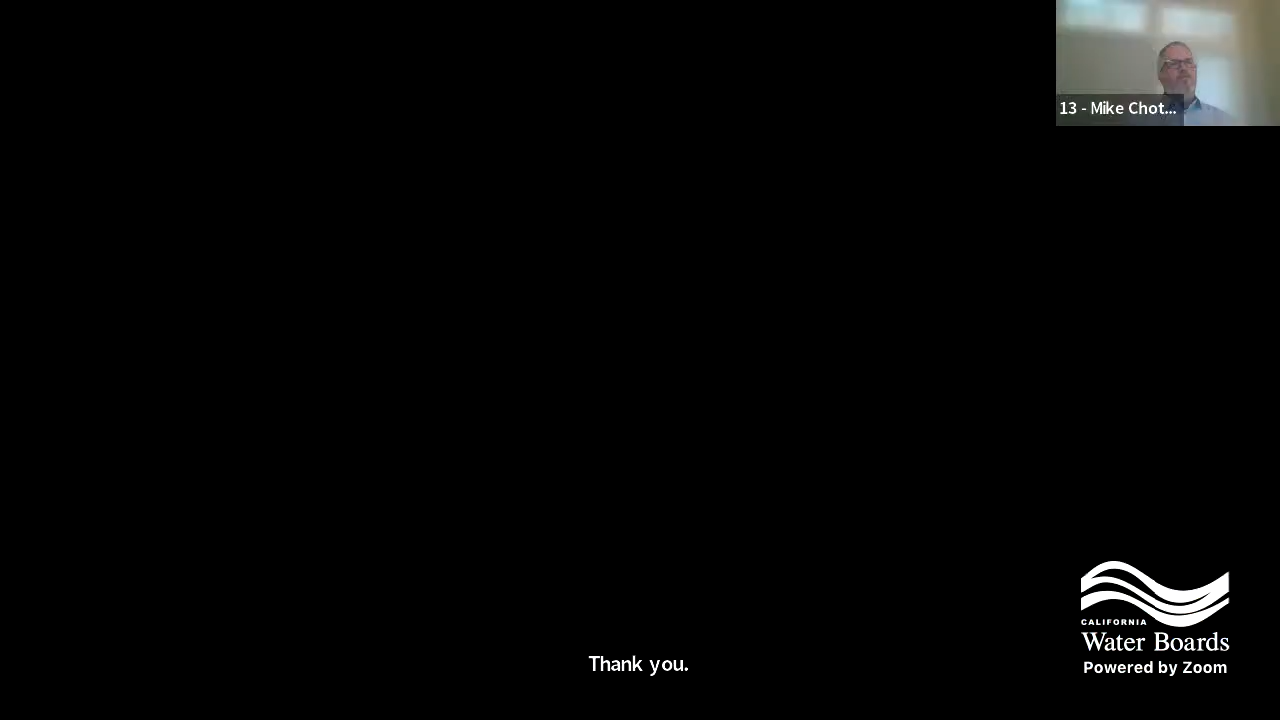 13 - Mike Chot...
CALIFORNIA
Water Boards
Powered by Zoom
Thank you.